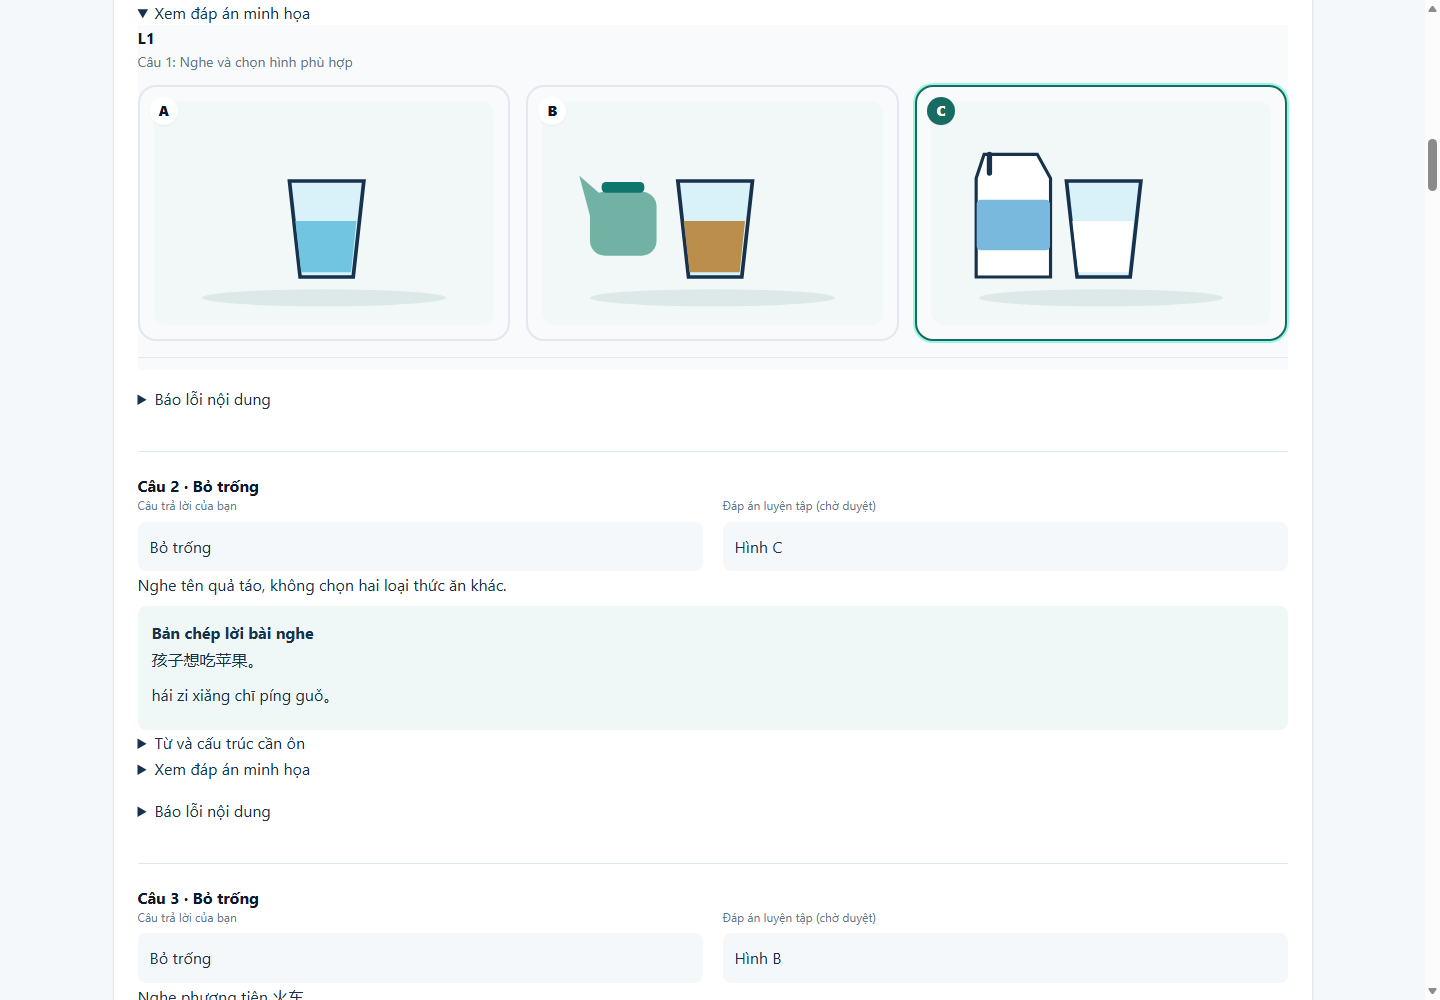 Xem đáp án minh họa
L1
Câu 1: Nghe và chọn hình phù hợp
A
B
C
Báo lỗi nội dung
Câu 2 · Bỏ trống
Câu trả lời của bạn
Đáp án luyện tập (chờ duyệt)
Bỏ trống
Hình C
Nghe tên quả táo, không chọn hai loại thức ăn khác.
Bản chép lời bài nghe
孩子想吃苹果。
hái zi xiǎng chī píng guǒ。
Từ và cấu trúc cần ôn
Xem đáp án minh họa
Báo lỗi nội dung
Câu 3 · Bỏ trống
Câu trả lời của bạn
Đáp án luyện tập (chờ duyệt)
Bỏ trống
Hình B
Nghe phương tiện 火车